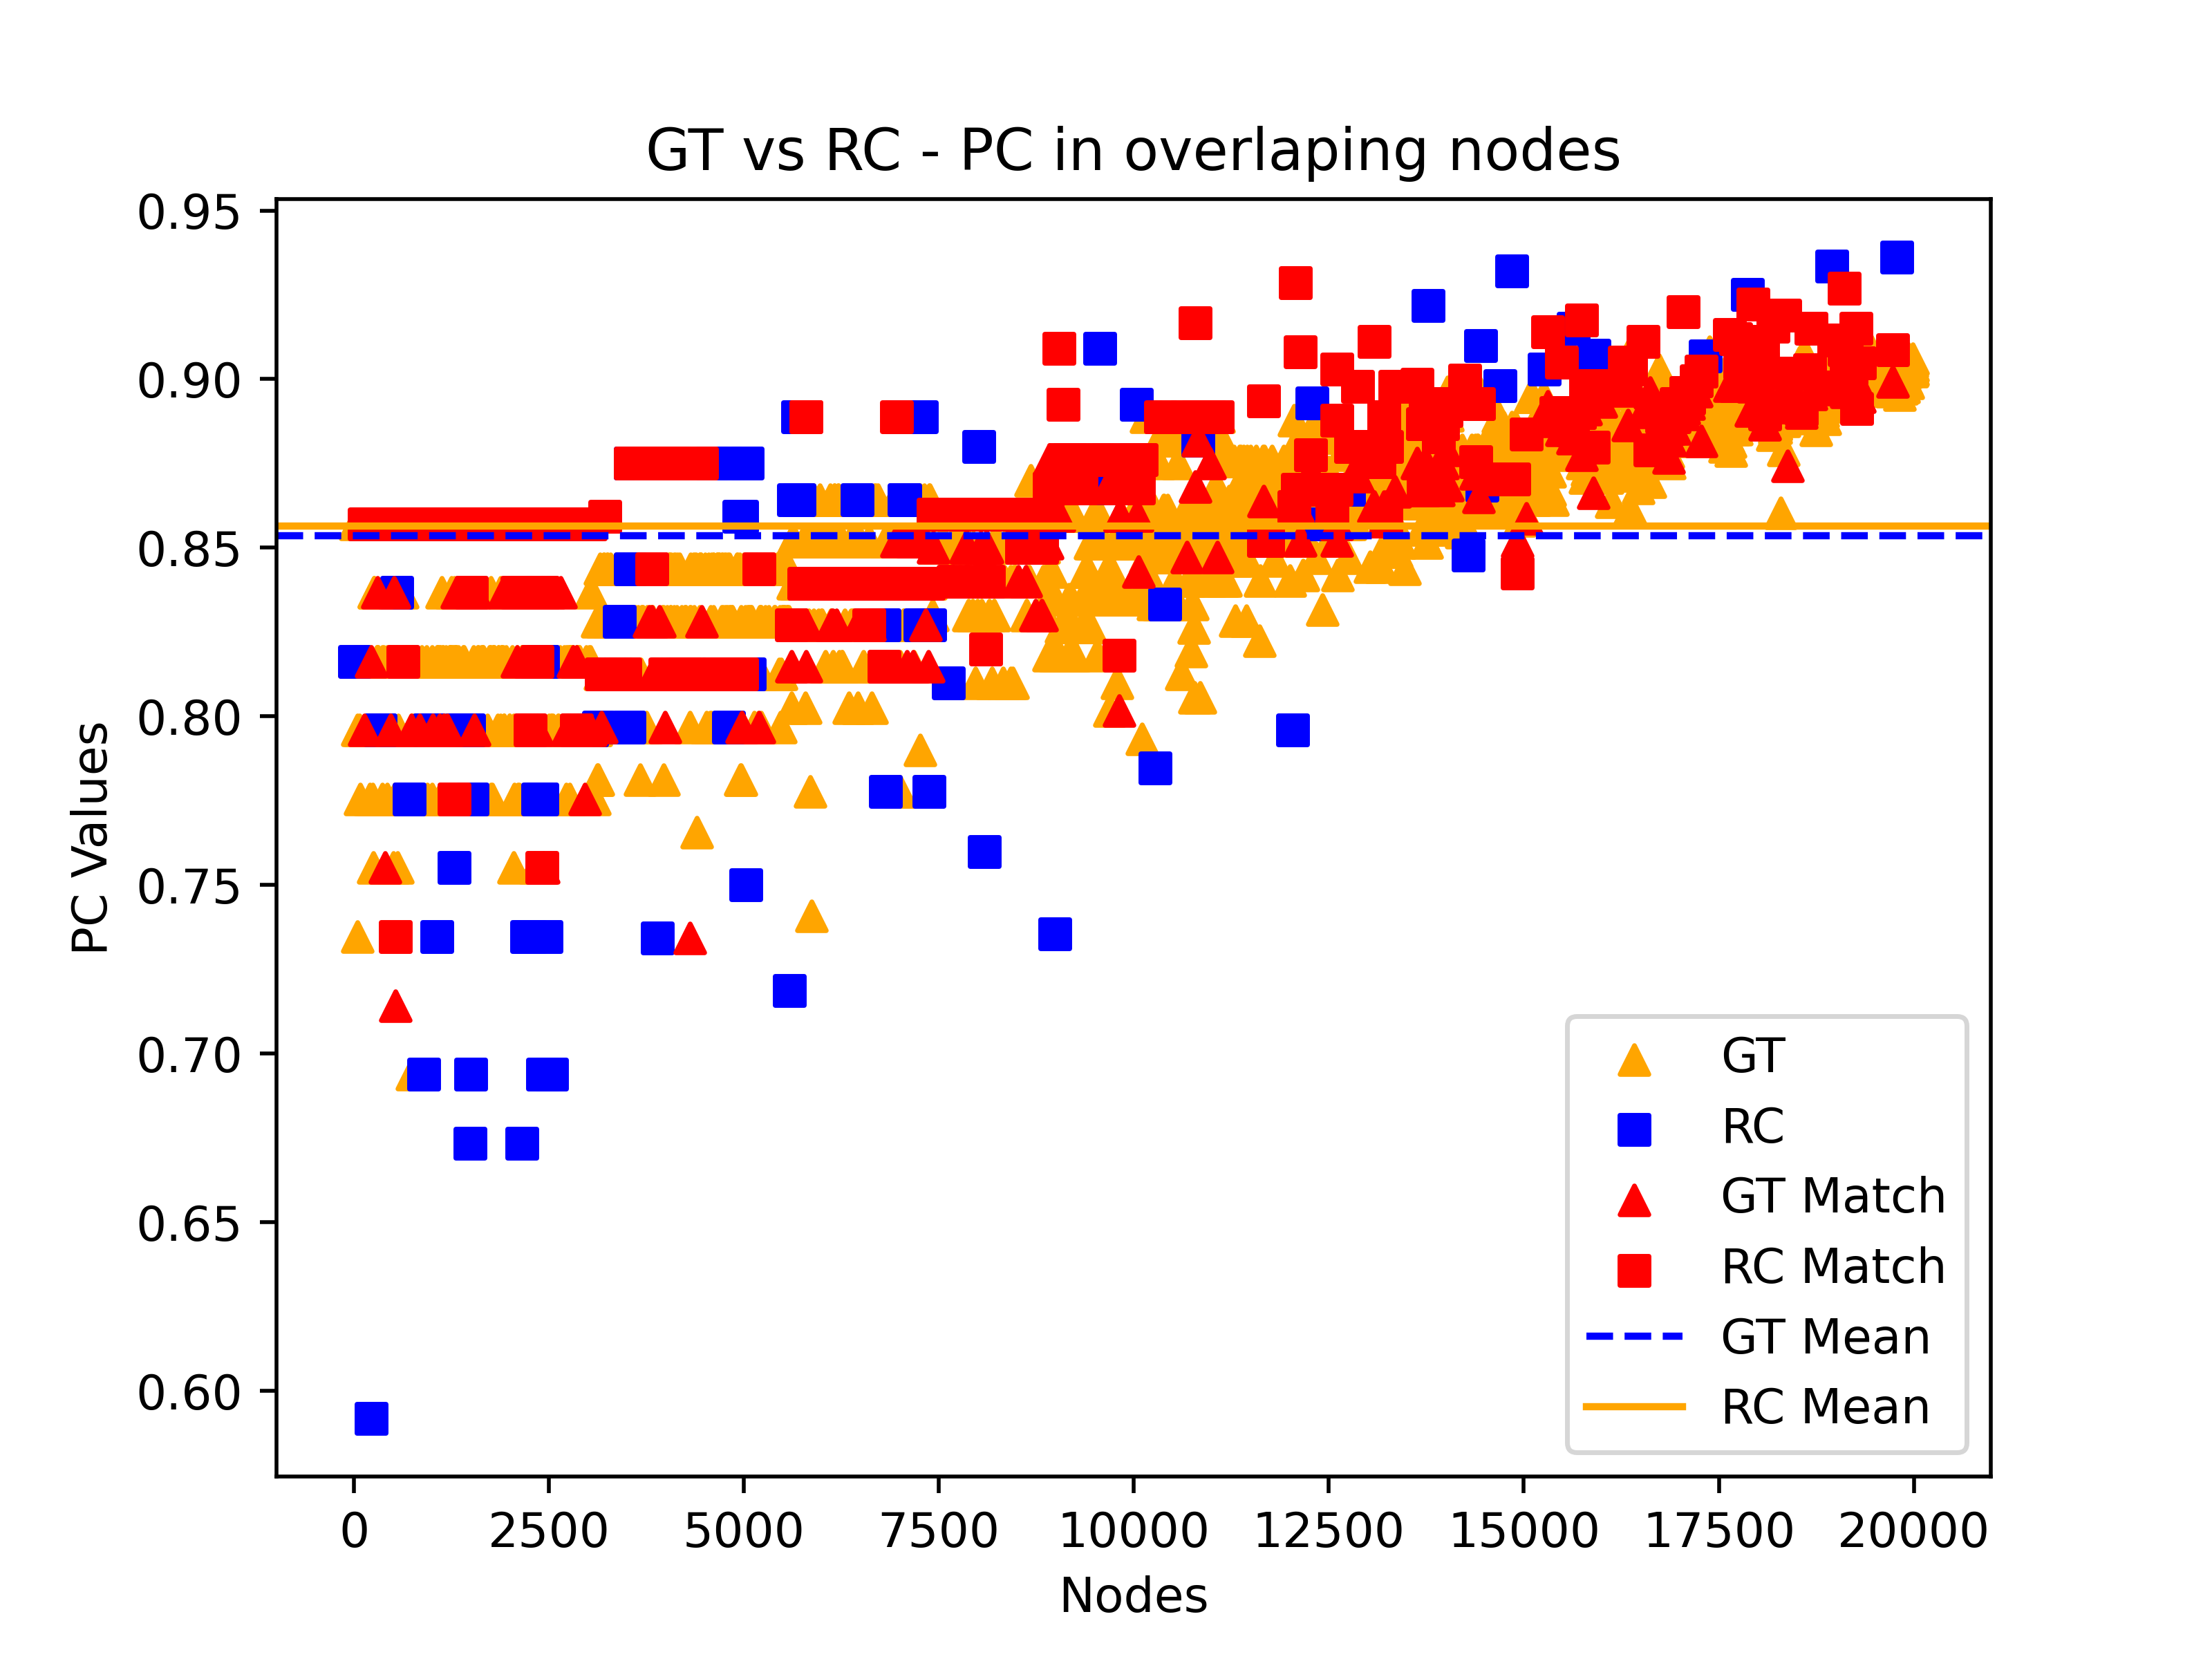 GT vs RC - PC in overlaping nodes
0.95
0.90
0.85
0.80
0.75
0.70
0.65
0.60
PC Values
0 2500 5000 7500 10000 12500 15000 17500 20000
Nodes
GT
RC
GT Match
RC Match
GT Mean
RC Mean